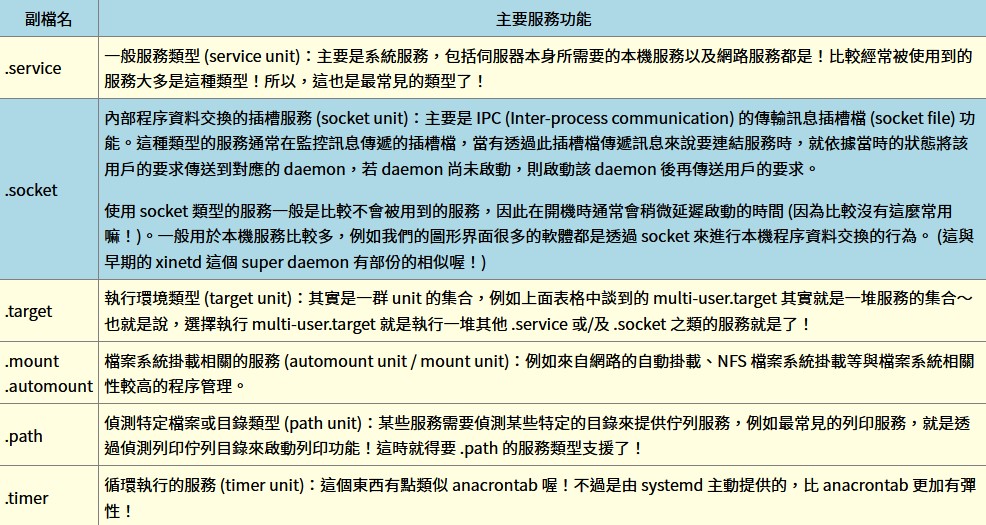 副檔名 主要服務功能
.service
一般服務類型 (service unit)：主要是系統服務，包括伺服器本身所需要的本機服務以及網路服務都是！比較經常被使用到的
服務大多是這種類型！所以，這也是最常見的類型了！
.socket
內部程序資料交換的插槽服務 (socket unit)：主要是 IPC (Inter-process communication) 的傳輸訊息插槽檔 (socket file) 功
能。這種類型的服務通常在監控訊息傳遞的插槽檔，當有透過此插槽檔傳遞訊息來說要連結服務時，就依據當時的狀態將該
用戶的要求傳送到對應的 daemon，若 daemon 尚未啟動，則啟動該 daemon 後再傳送用戶的要求。
使用 socket 類型的服務一般是比較不會被用到的服務，因此在開機時通常會稍微延遲啟動的時間 (因為比較沒有這麼常用
嘛！)。一般用於本機服務比較多，例如我們的圖形界面很多的軟體都是透過 socket 來進行本機程序資料交換的行為。 (這與
早期的 xinetd 這個 super daemon 有部份的相似喔！)
.target
執行環境類型 (target unit)：其實是一群 unit 的集合，例如上面表格中談到的 multi-user.target 其實就是一堆服務的集合～
也就是說，選擇執行 multi-user.target 就是執行一堆其他 .service 或/及 .socket 之類的服務就是了！
.mount
.automount
檔案系統掛載相關的服務 (automount unit / mount unit)：例如來自網路的自動掛載、NFS 檔案系統掛載等與檔案系統相關
性較高的程序管理。
.path
偵測特定檔案或目錄類型 (path unit)：某些服務需要偵測某些特定的目錄來提供佇列服務，例如最常見的列印服務，就是透
過偵測列印佇列目錄來啟動列印功能！這時就得要 .path 的服務類型支援了！
.timer
循環執行的服務 (timer unit)：這個東西有點類似 anacrontab 喔！不過是由 systemd 主動提供的，比 anacrontab 更加有彈
性！